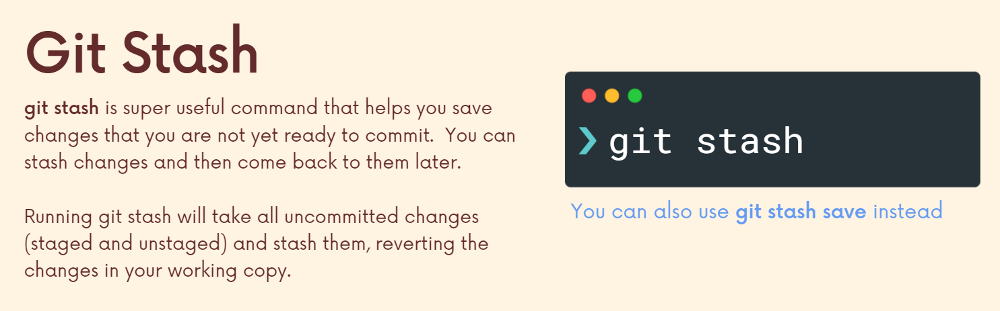 Git Stash
git stash is super useful command that helps you save
changes that you are not yet ready to commit.  You can
stash changes and then come back to them later.
Running git stash will take all uncommitted changes
(staged and unstaged) and stash them, reverting the
changes in your working copy.
❯ git stash
You can also use git stash save instead